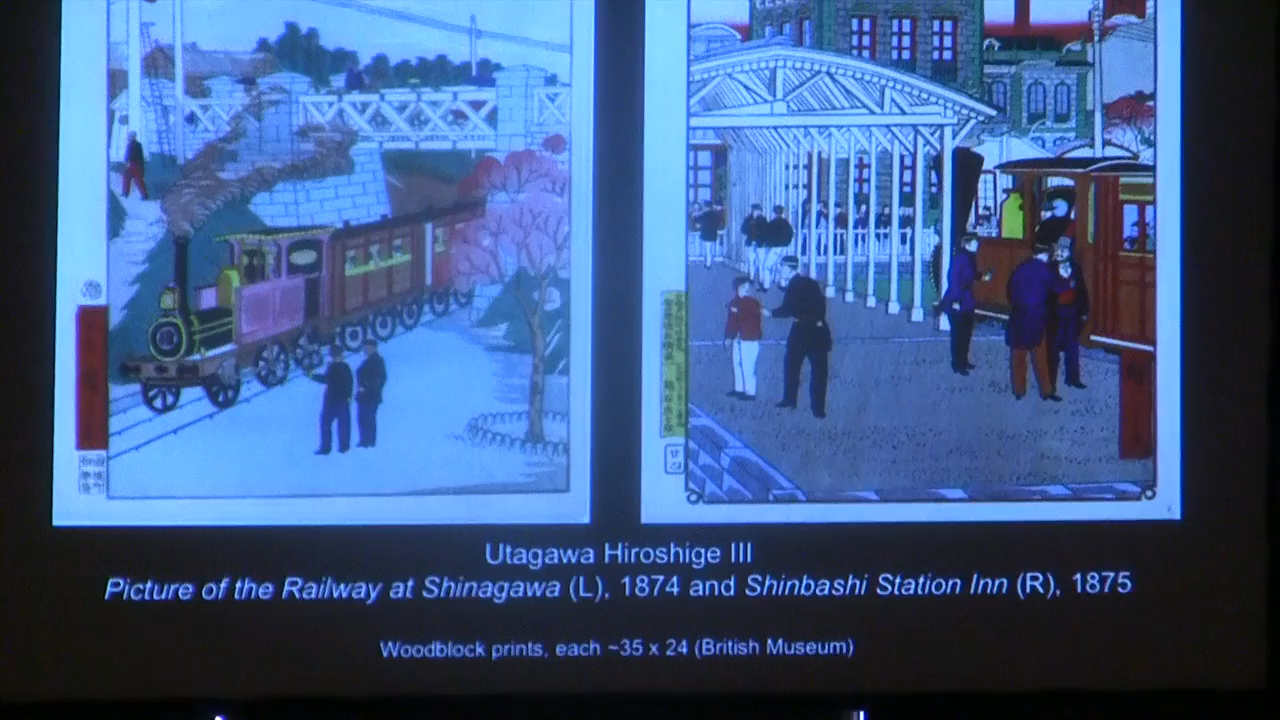 Utagawa Hiroshige III
Picture of the Railway at Shinagawa (L), 1874 and Shinbashi Station Inn (R), 1875
Woodblock prints, each ~35 x 24 (British Museum)